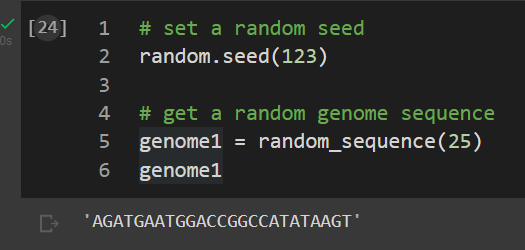 [24]
0s
1 # set a random seed
2 random.seed(123)
3
4 # get a random genome sequence
5 genome1 = random_sequence(25)
6 genome1
'AGATGAATGGACCGGCCATATAAGT'